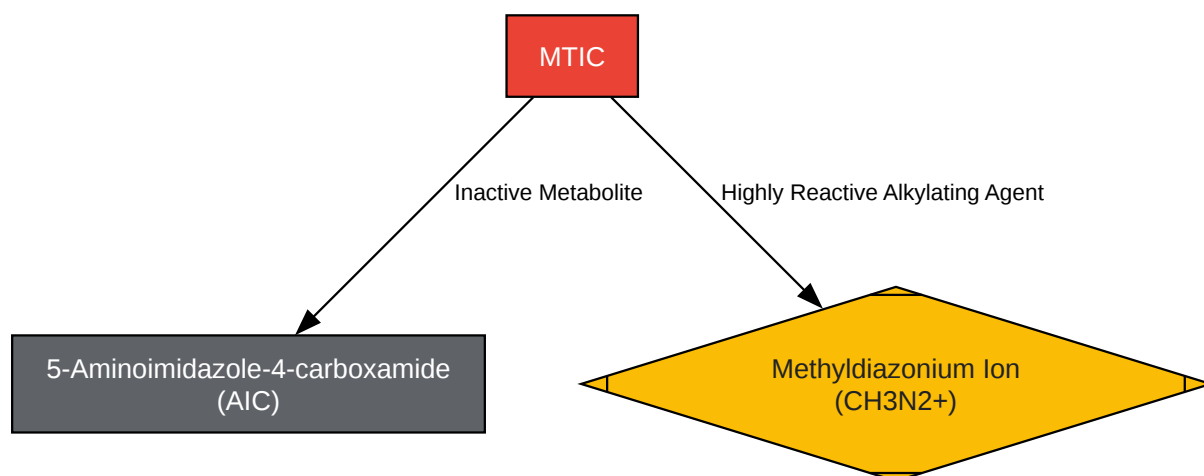 MTIC
Inactive Metabolite
Highly Reactive Alkylating Agent
5-Aminoimidazole-4-carboxamide
(AIC)
Methyldiazonium Ion
(CH3N2+)